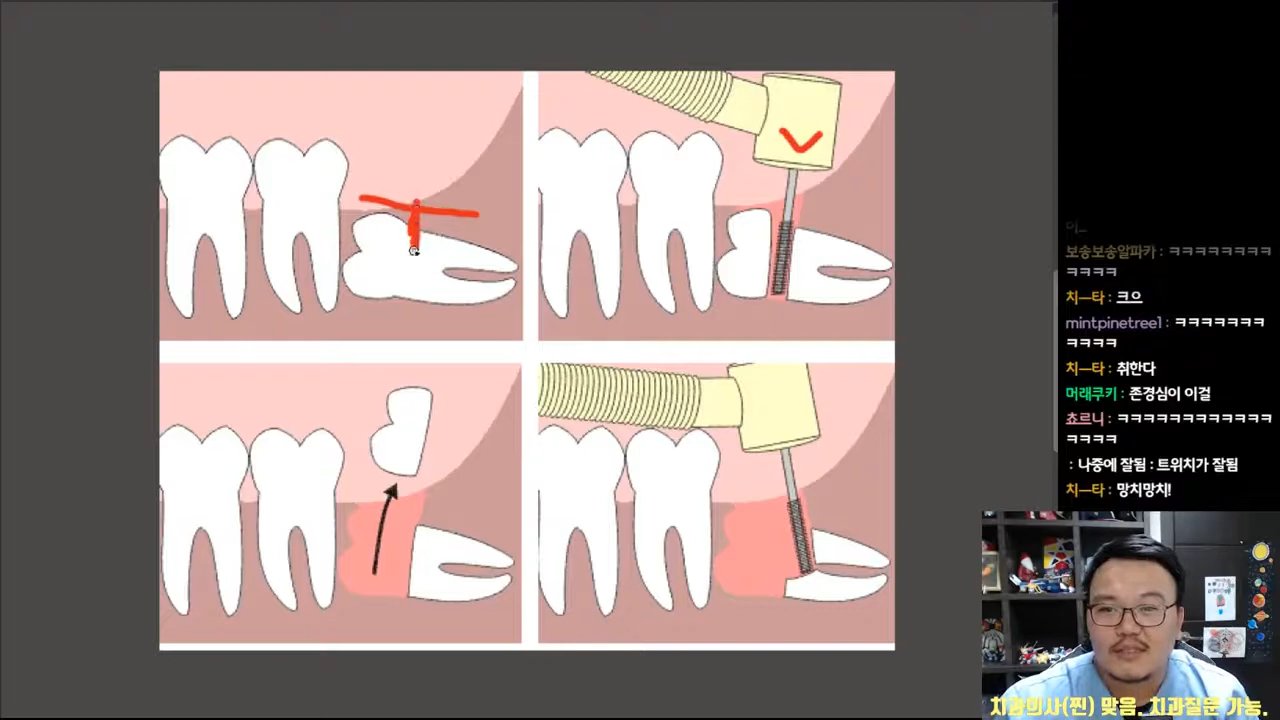 보송보송알파카 : ㅋㅋㅋㅋㅋㅋㅋㅋ
ㅋㅋㅋㅋ
치—타 : 크으
mintpinetree1 : ㅋㅋㅋㅋㅋㅋㅋ
ㅋㅋㅋㅋ
치—타 : 취한다
머래쿠키 : 존경심이 이걸
쵸르니 : ㅋㅋㅋㅋㅋㅋㅋㅋㅋㅋㅋㅋ
ㅋㅋㅋㅋ
: 나중에 잘됨 : 트위치가 잘됨
치—타 : 망치망치!
치과의사(찐) 맞음. 치과질문 가능.